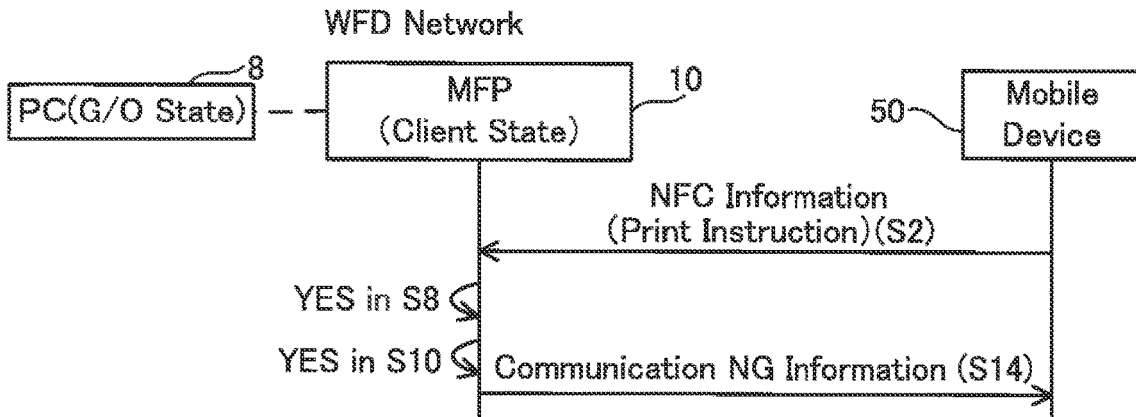 WFD Network
8
PC(G/O State)
MFP
(Client State)
10
50
Mobile
Device
NFC Information
(Print Instruction)(S2)
YES in S8
YES in S10
Communication NG Information (S14)